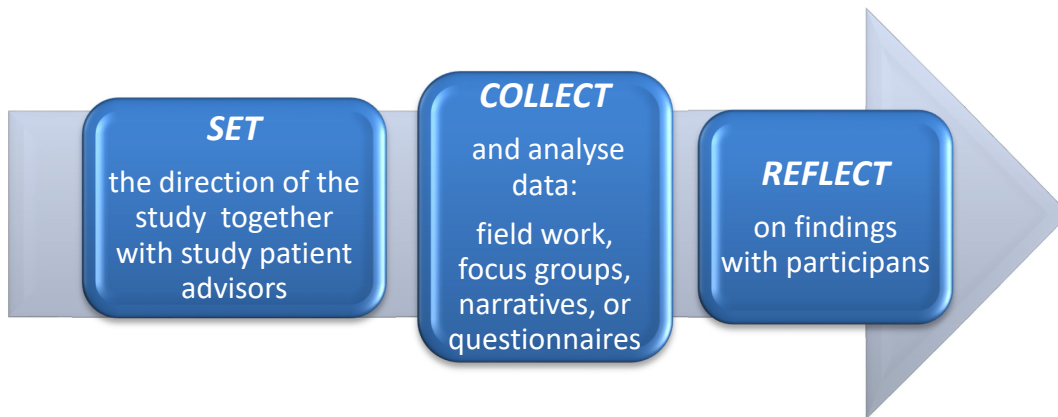 SET
the direction of the
study together
with study patient
advisors
COLLECT
and analyse
data:
field work,
focus groups,
narratives, or
questionnaires
REFLECT
on findings
with participans